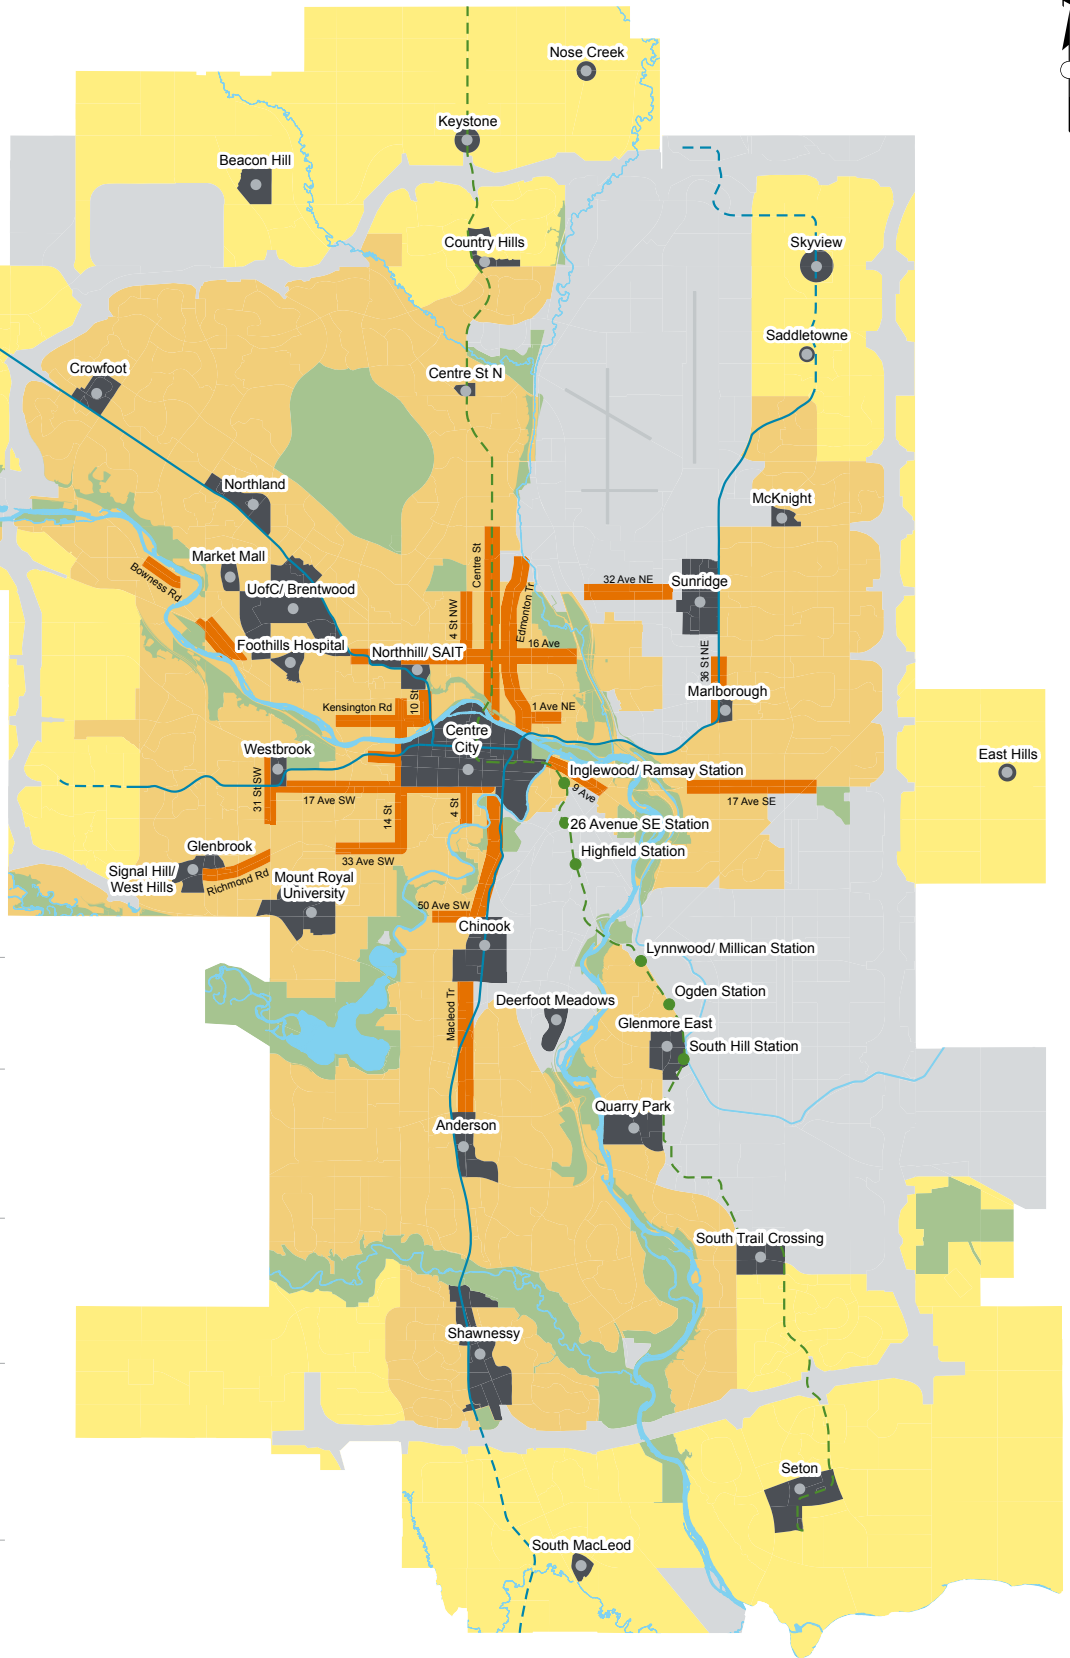 Nose Creek
Keystone
Beacon Hill
Country Hills
Skyview
Saddletowne
Crowfoot
Centre St N
Northland
McKnight
Market Mall
Bowness Rd
Centre St
UofC/ Brentwood
32 Ave NE
Sunridge
4 St NW
Edmonton Tr
Foothills Hospital
Northhill/ SAIT
16 Ave
36 St NE
Marlborough
10 St
Kensington Rd
1 Ave NE
Centre
City
Westbrook
East Hills
Inglewood/ Ramsay Station
31 St SW
17 Ave SW
14 St
4 St
9 Ave
17 Ave SE
26 Avenue SE Station
Glenbrook
33 Ave SW
Highfield Station
Signal Hill/
West Hills
Richmond Rd
Mount Royal
University
50 Ave SW
Chinook
Lynnwood/ Millican Station
Ogden Station
Deerfoot Meadows
Macleod Tr
Glenmore East
South Hill Station
Quarry Park
Anderson
South Trail Crossing
Shawnessy
Seton
South MacLeod